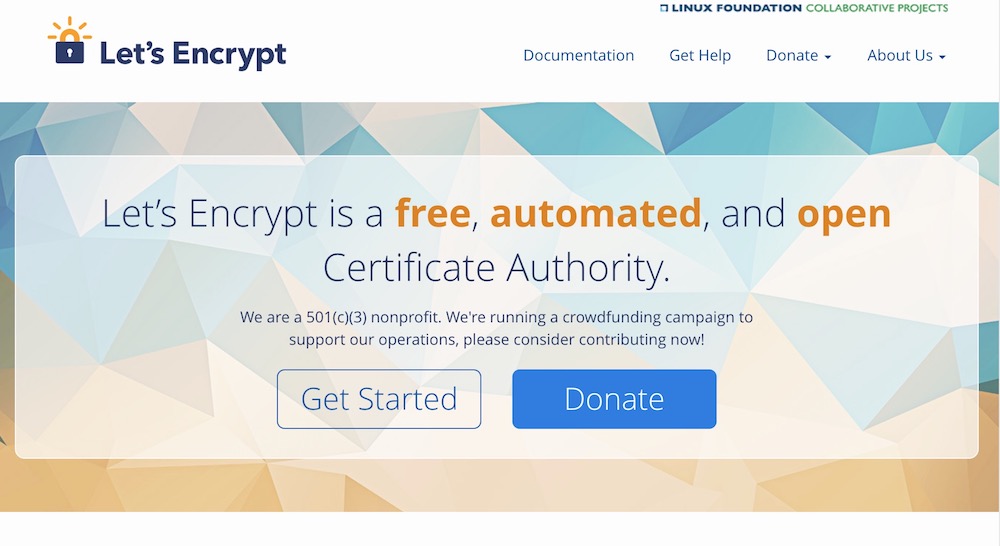 LINUX FOUNDATION COLLABORATIVE PROJECTS
Let's Encrypt
Documentation Get Help Donate About Us
Let's Encrypt is a free, automated, and open
Certificate Authority.
We are a 501(c)(3) nonprofit. We're running a crowdfunding campaign to
support our operations, please consider contributing now!
Get Started Donate